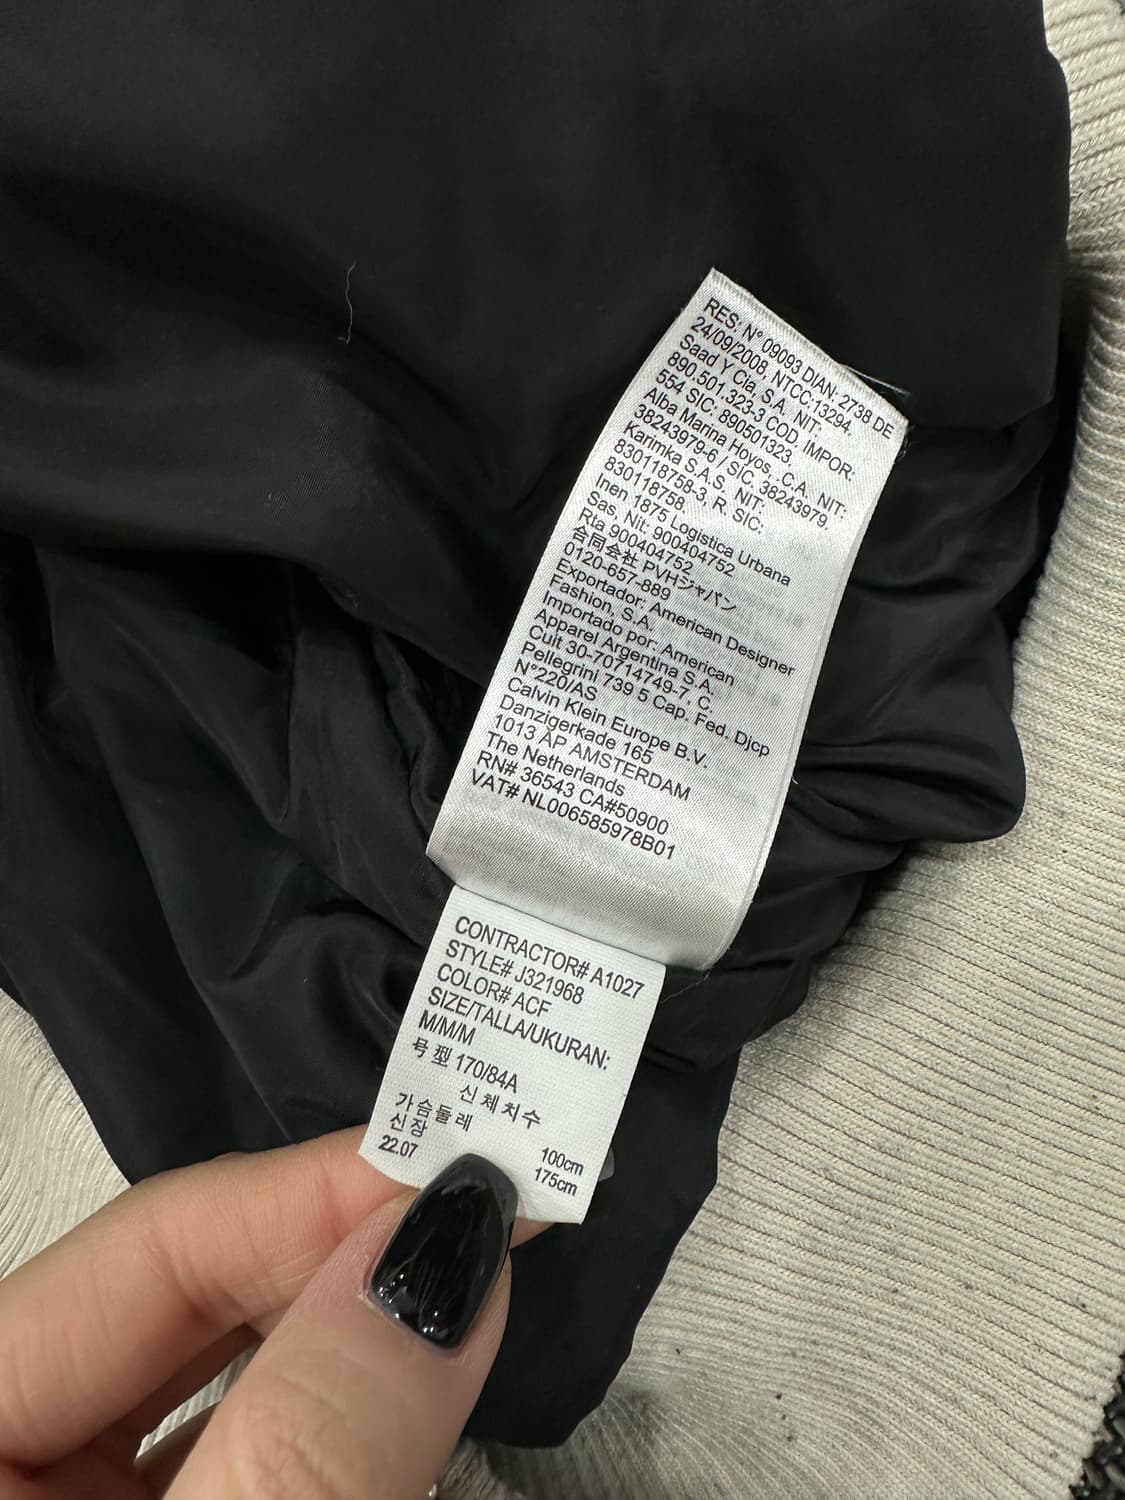 RES: N° 09093 DIAN: 2738 DE
24/09/2008, NTCC:13294.
Saad Y Cia, S.A. NIT.
890.501.323-3 COD. IMPOR:
554 SIC: 890501323.
Alba Marina Hoyos, C.A. NIT:
38243979-6 / SIC. 38243979.
Karimka S.A.S. NIT:
830118758-3, R. SIC:
830118758.
Inen 1875 Logistica Urbana
Sas, Nit: 900404752
Rta 900404752
合同会社 PVHジャパン
0120-657-889
Exportador: American Designer
Fashion, S.A.
Importado por: American
Apparel Argentina S.A.
Cuit 30-70714749-7, C.
Pellegrini 739 5 Cap. Fed. Djcp
N°220/AS
Calvin Klein Europe B.V.
Danzigerkade 165
1013 AP AMSTERDAM
The Netherlands
RN# 36543 CA#50900
VAT# NL006585978B01
CONTRACTOR# A1027
STYLE# J321968
COLOR# ACF
SIZE/TALLA/UKURAN:
M/M/M
号型 170/84A
신체치수
가슴둘레 100cm
신장 175cm
22.07